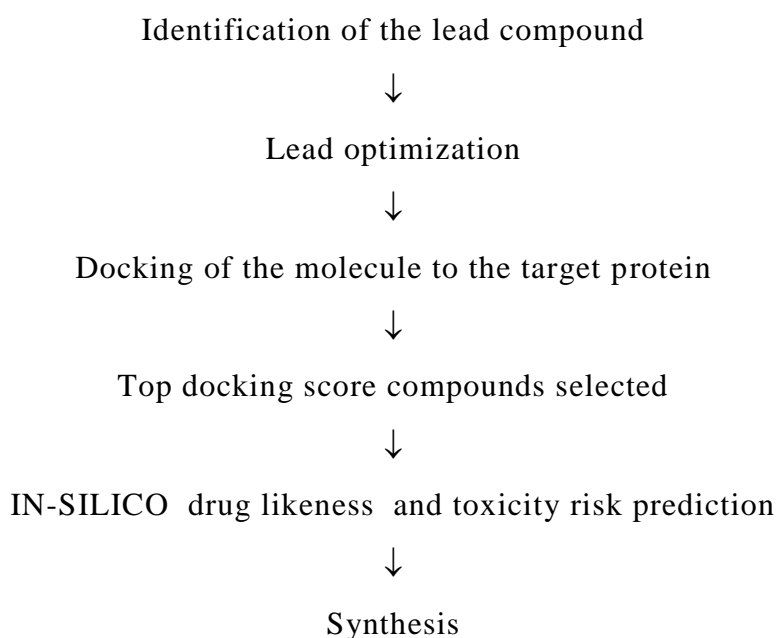 Identification of the lead compound
↓
Lead optimization
↓
Docking of the molecule to the target protein
↓
Top docking score compounds selected
↓
IN-SILICO drug likeness and toxicity risk prediction
↓
Synthesis